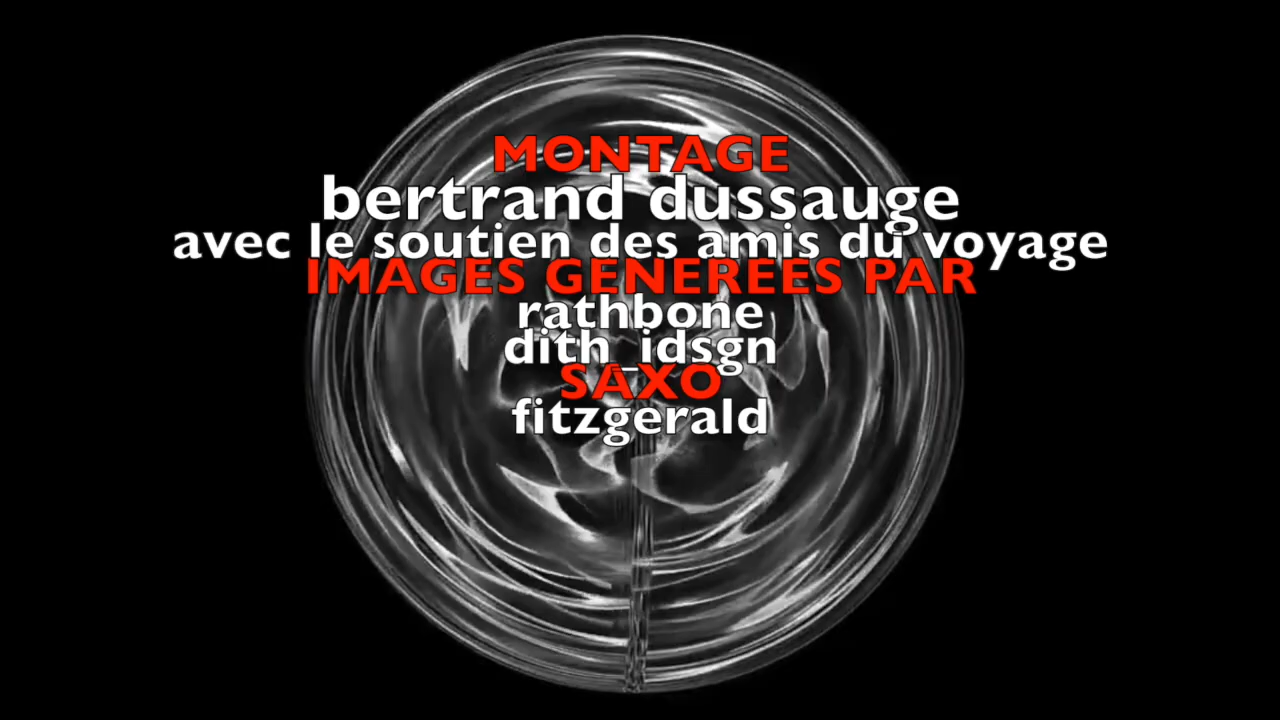 MONTAGE
bertrand dussauge
avec le soutien des amis du voyage
IMAGES GENEREES PAR
rathbone
dith_idsgn
SAXO
fitzgerald